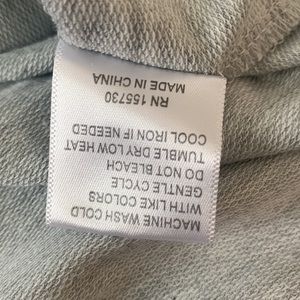 MACHINE WASH COLD
WITH LIKE COLORS
GENTLE CYCLE
DO NOT BLEACH
TUMBLE DRY LOW HEAT
COOL IRON IF NEEDED
RN 155730
MADE IN CHINA